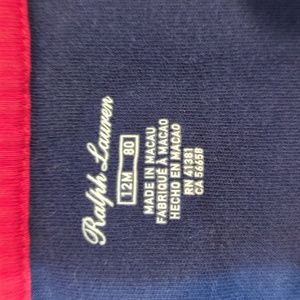 Ralph Lauren
12M 80
MADE IN MACAU
FABRIQUÉ À MACAO
HECHO EN MACAO
RN 41381
CA 56658